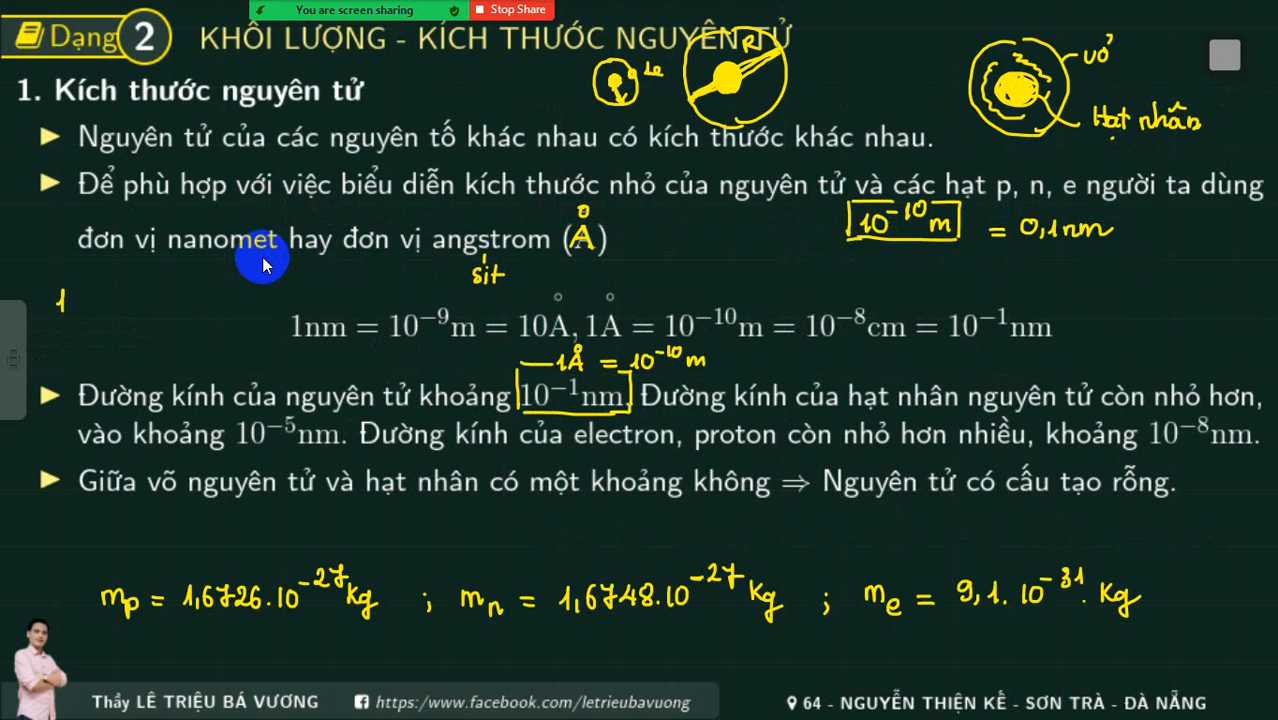 You are screen sharing
Stop Share
Dạng 2
KHỐI LƯỢNG - KÍCH THƯỚC NGUYÊN TỬ
R
1e
vỏ
Hạt nhân
1. Kích thước nguyên tử
Nguyên tử của các nguyên tố khác nhau có kích thước khác nhau.
Để phù hợp với việc biểu diễn kích thước nhỏ của nguyên tử và các hạt p, n, e người ta dùng
đơn vị nanomet hay đơn vị angstrom (Å)
10⁻¹⁰m = 0,1nm
sit
1
1nm = 10⁻⁹m = 10Å, 1Å = 10⁻¹⁰m = 10⁻⁸cm = 10⁻¹nm
1Å = 10⁻¹⁰m
Đường kính của nguyên tử khoảng 10⁻¹nm. Đường kính của hạt nhân nguyên tử còn nhỏ hơn,
vào khoảng 10⁻⁵nm. Đường kính của electron, proton còn nhỏ hơn nhiều, khoảng 10⁻⁸nm.
Giữa võ nguyên tử và hạt nhân có một khoảng không ⇒ Nguyên tử có cấu tạo rỗng.
mₚ = 1,6726.10⁻²⁷kg ; mₙ = 1,6748.10⁻²⁷kg ; mₑ = 9,1.10⁻³¹.kg
Thầy LÊ TRIỆU BÁ VƯƠNG
https://www.facebook.com/letrieubavuong
64 - NGUYỄN THIỆN KẾ - SƠN TRÀ - ĐÀ NẴNG